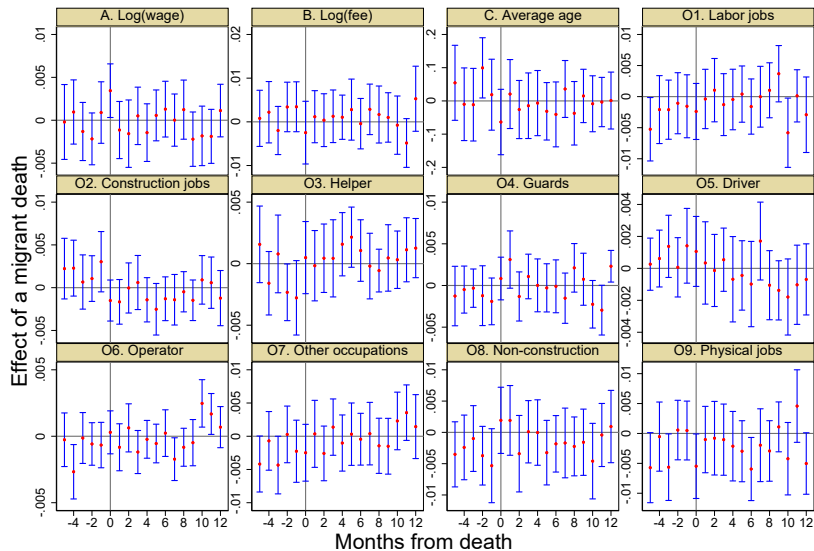 A. Log(wage)
B. Log(fee)
C. Average age
O1. Labor jobs
-.005 0 .005 .01
-.01 0 .01 .02
-.2 -.1 0 .1 .2
-.01 -.005 0 .005 .01
O2. Construction jobs
O3. Helper
O4. Guards
O5. Driver
-.005 0 .005 .01
-.005 0 .005
-.005 0 .005 .01
-.004 -.002 0 .002 .004
O6. Operator
O7. Other occupations
O8. Non-construction
O9. Physical jobs
-.005 0 .005
-.01 -.005 0 .005 .01
-.01 -.005 0 .005 .01
-.01 -.005 0 .005 .01
-4 -2 0 2 4 6 8 10 12
-4 -2 0 2 4 6 8 10 12
-4 -2 0 2 4 6 8 10 12
-4 -2 0 2 4 6 8 10 12
Effect of a migrant death
Months from death